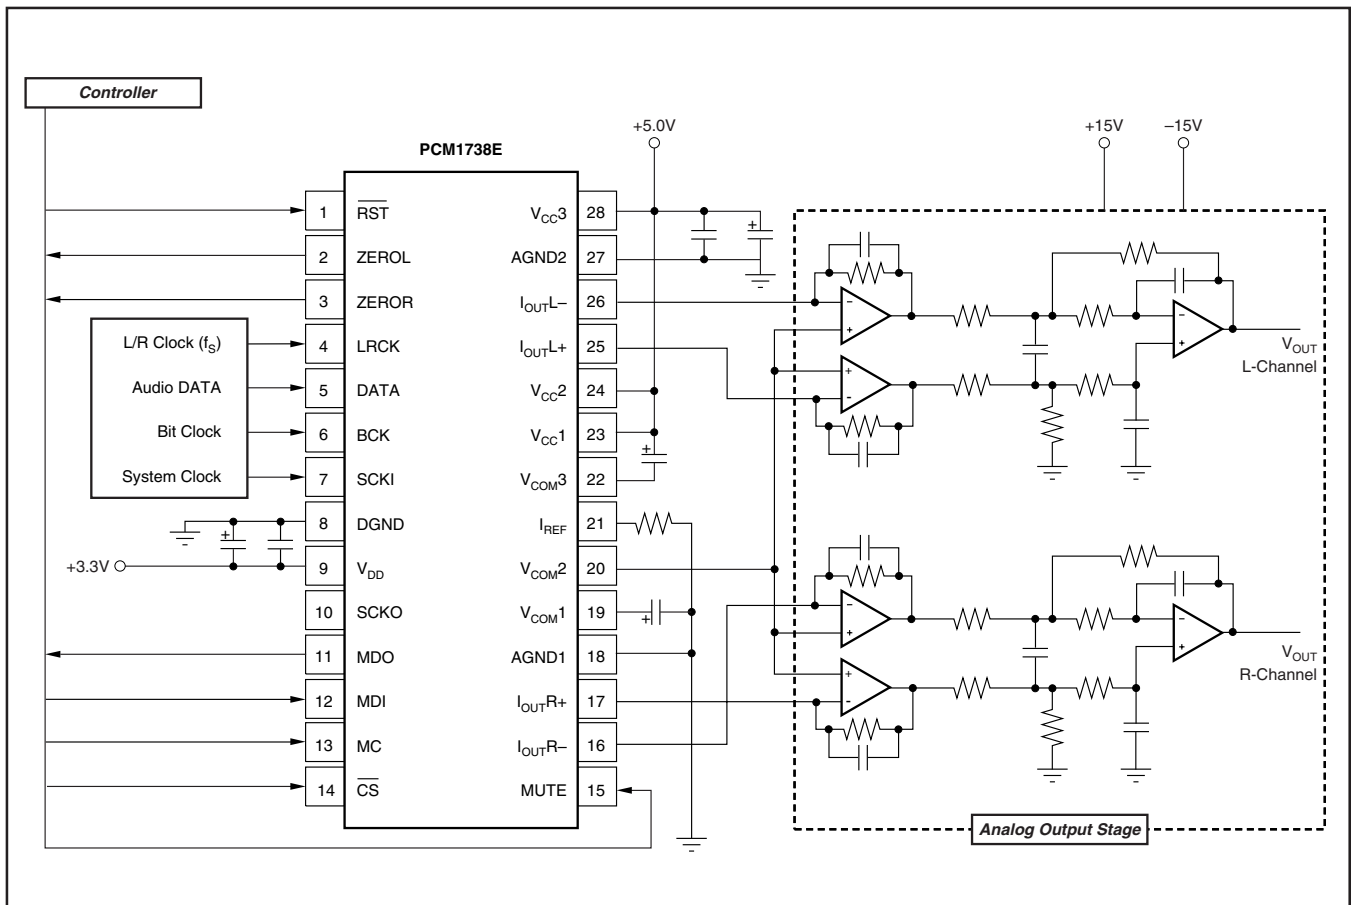 Controller
+5.0V
+15V
–15V
PCM1738E
1 RST
VCC3 28
2 ZEROL
AGND2 27
3 ZEROR
IOUTL– 26
L/R Clock (fS)
4 LRCK
IOUTL+ 25
Audio DATA
5 DATA
VCC2 24
Bit Clock
6 BCK
VCC1 23
System Clock
7 SCKI
VCOM3 22
8 DGND
IREF 21
+3.3V
9 VDD
VCOM2 20
10 SCKO
VCOM1 19
11 MDO
AGND1 18
12 MDI
IOUTR+ 17
13 MC
IOUTR– 16
14 CS
MUTE 15
+
+
+
+
+
–
+
+
–
–
+
VOUT
L-Channel
–
+
+
–
–
+
VOUT
R-Channel
Analog Output Stage